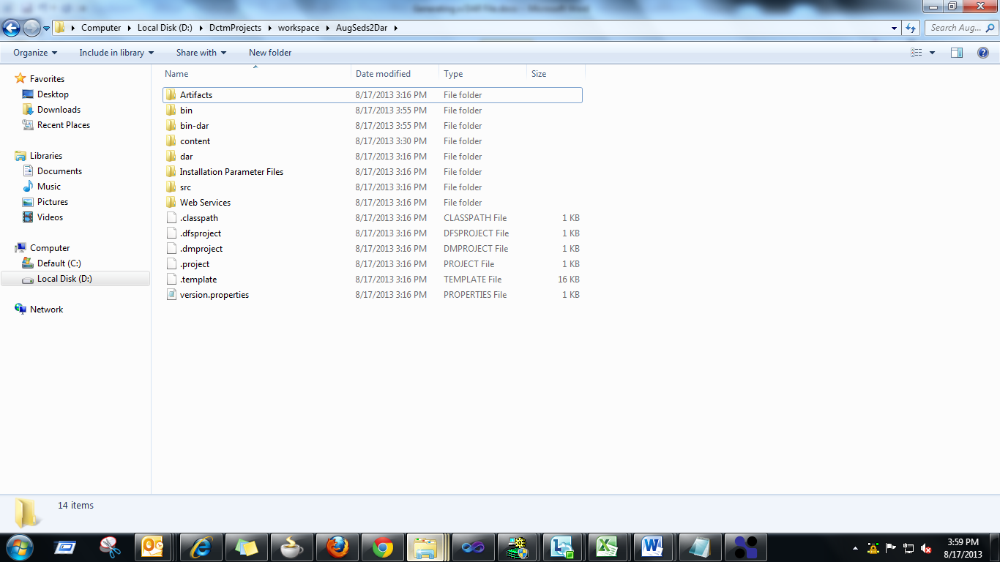 Generating a DAR File.docx - Microsoft Word
Computer Local Disk (D:) DctmProjects workspace AugSeds2Dar Search Aug...
Organize Include in library Share with New folder
Name Date modified Type Size
Favorites
Desktop
Downloads
Recent Places
Libraries
Documents
Music
Pictures
Videos
Computer
Default (C:)
Local Disk (D:)
Network
Artifacts 8/17/2013 3:16 PM File folder
bin 8/17/2013 3:55 PM File folder
bin-dar 8/17/2013 3:55 PM File folder
content 8/17/2013 3:30 PM File folder
dar 8/17/2013 3:16 PM File folder
Installation Parameter Files 8/17/2013 3:16 PM File folder
src 8/17/2013 3:16 PM File folder
Web Services 8/17/2013 3:16 PM File folder
.classpath 8/17/2013 3:16 PM CLASSPATH File 1 KB
.dfsproject 8/17/2013 3:16 PM DFSPROJECT File 1 KB
.dmproject 8/17/2013 3:16 PM DMPROJECT File 1 KB
.project 8/17/2013 3:16 PM PROJECT File 1 KB
.template 8/17/2013 3:16 PM TEMPLATE File 16 KB
version.properties 8/17/2013 3:16 PM PROPERTIES File 1 KB
14 items
3:59 PM
8/17/2013